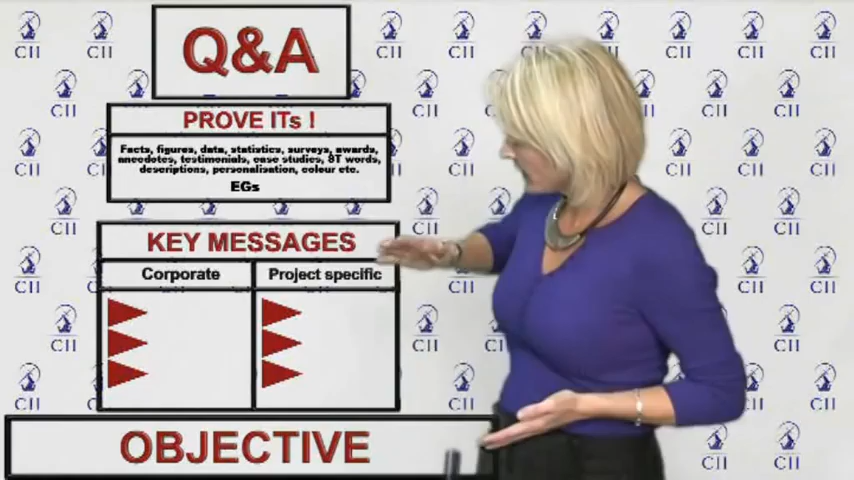 Q&A
PROVE ITs !
Facts, figures, data, statistics, surveys, awards,
anecdotes, testimonials, case studies, ST words,
descriptions, personalisation, colour etc.
EGs
KEY MESSAGES
Corporate
Project specific
OBJECTIVE
CII